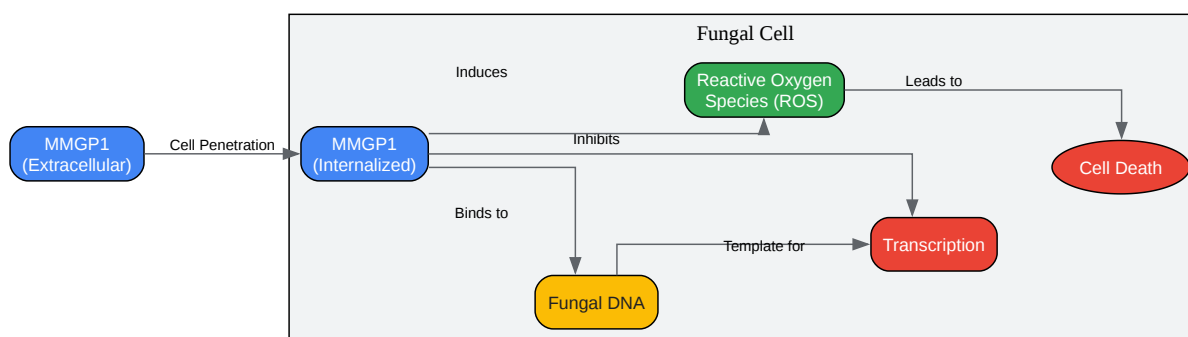 Fungal Cell
Induces
Reactive Oxygen
Species (ROS)
Leads to
MMGP1
(Extracellular)
Cell Penetration
MMGP1
(Internalized)
Inhibits
Cell Death
Binds to
Template for
Transcription
Fungal DNA